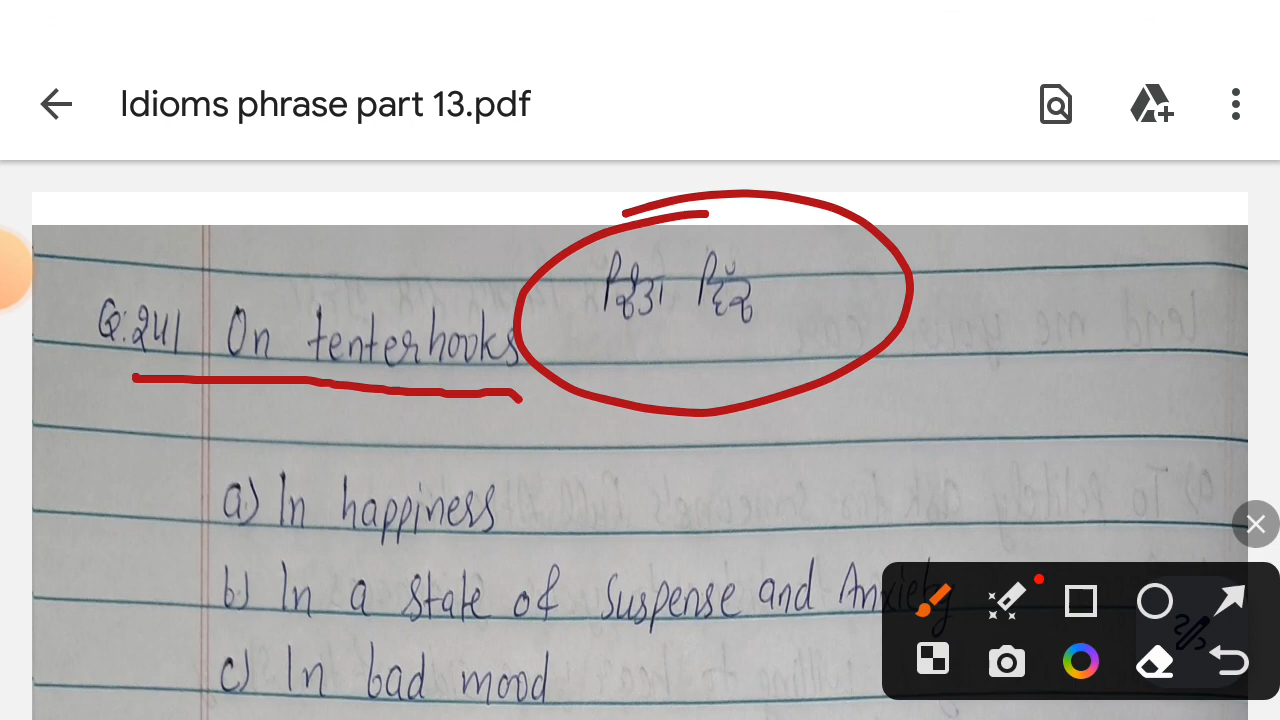 Idioms phrase part 13.pdf
Q.241 On tenterhooks
a) In happiness
b) In a state of suspense and Anxiety
c) In bad mood